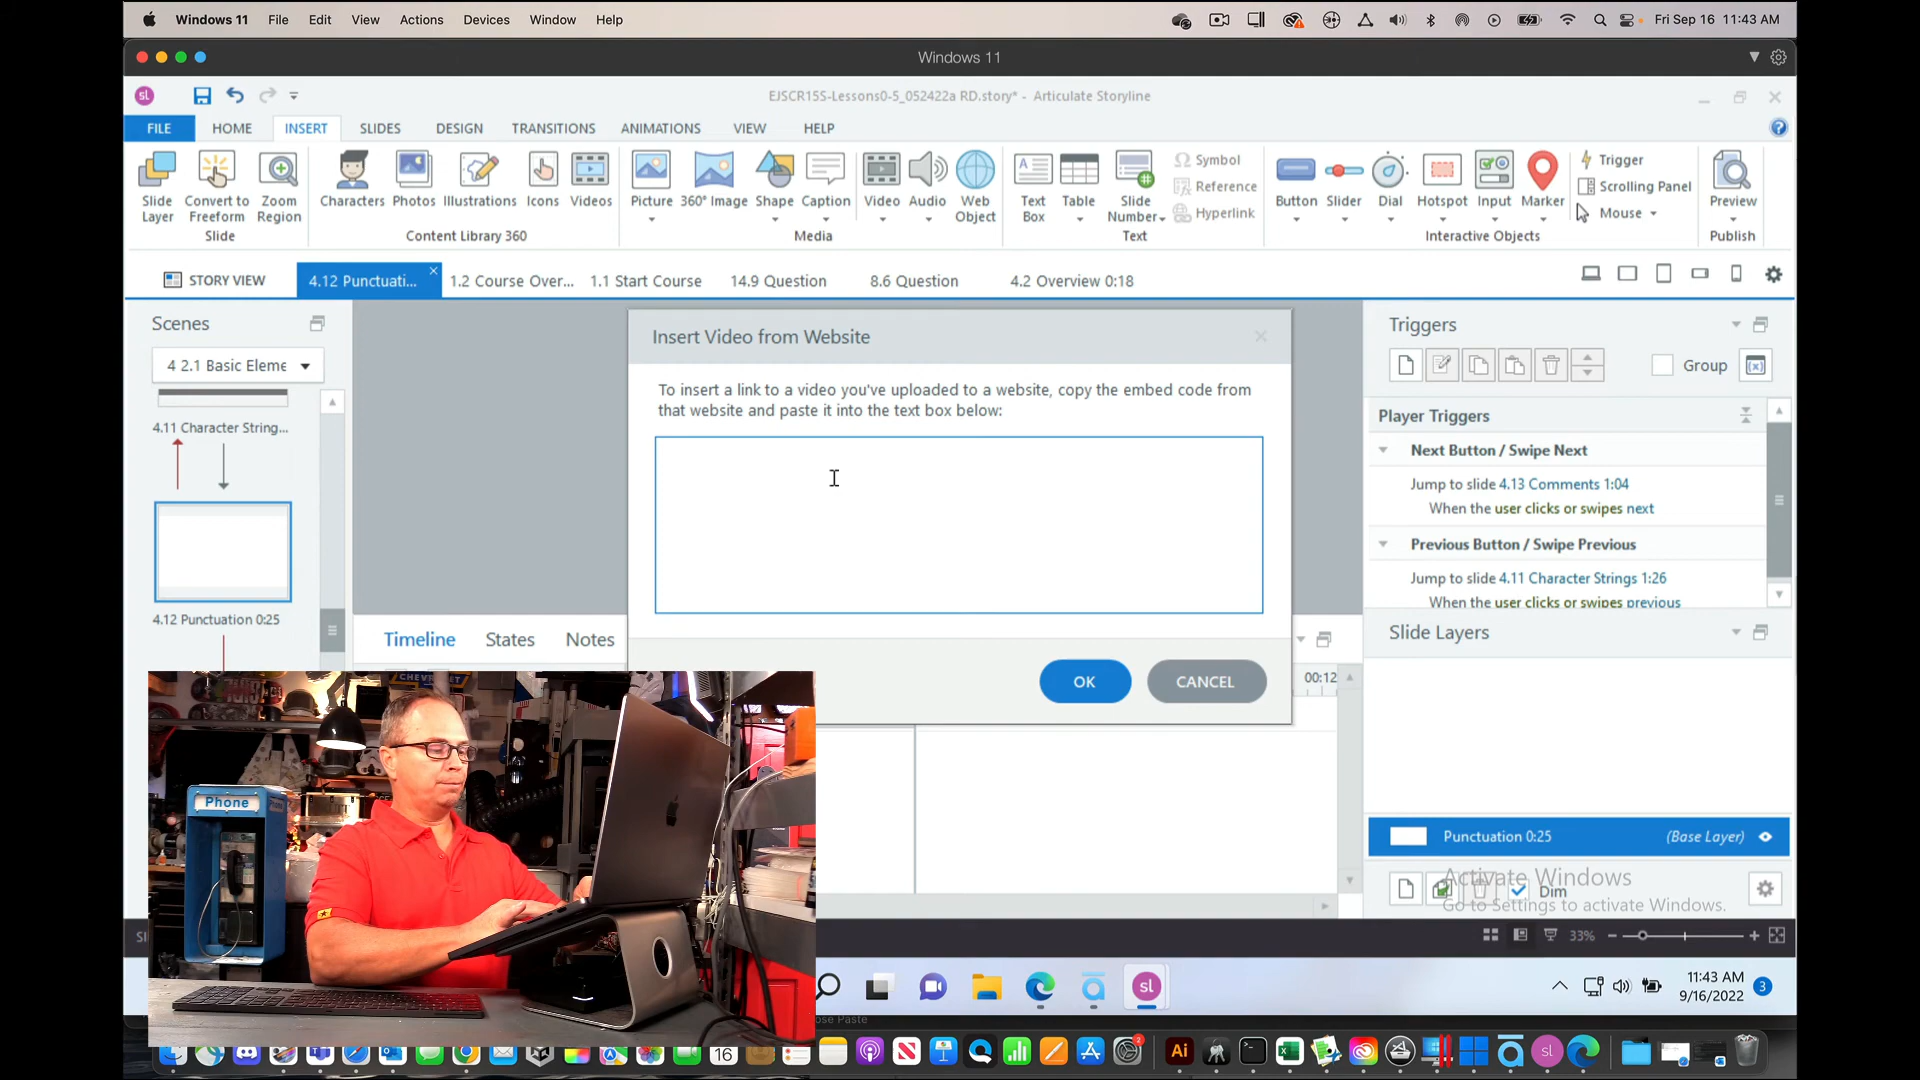 Windows 11 File Edit View Actions Devices Window Help Fri Sep 16 11:43 AM
Windows 11
sl EJSCR15S-Lessons0-5_052422a RD.story* - Articulate Storyline
FILE HOME INSERT SLIDES DESIGN TRANSITIONS ANIMATIONS VIEW HELP
Slide Layer
Convert to Freeform
Zoom Region
Slide
Characters
Photos
Illustrations
Icons
Videos
Content Library 360
Picture
360° Image
Shape
Caption
Video
Audio
Web Object
Media
Text Box
Table
Slide Number
Symbol
Reference
Hyperlink
Text
Button
Slider
Dial
Hotspot
Input
Marker
Trigger
Scrolling Panel
Mouse
Interactive Objects
Preview
Publish
STORY VIEW 4.12 Punctuati... 1.2 Course Over... 1.1 Start Course 14.9 Question 8.6 Question 4.2 Overview 0:18
Scenes
4 2.1 Basic Eleme
4.11 Character String...
4.12 Punctuation 0:25
Insert Video from Website
To insert a link to a video you've uploaded to a website, copy the embed code from
that website and paste it into the text box below:
OK CANCEL
Timeline States Notes
00:12
Triggers
Group
Player Triggers
Next Button / Swipe Next
Jump to slide 4.13 Comments 1:04
When the user clicks or swipes next
Previous Button / Swipe Previous
Jump to slide 4.11 Character Strings 1:26
When the user clicks or swipes previous
Slide Layers
Punctuation 0:25 (Base Layer)
Dim
Activate Windows
Go to Settings to activate Windows.
33%
CHEVROLET
Phone
sl
11:43 AM
9/16/2022
3
ose Paste
16
Ai
sl